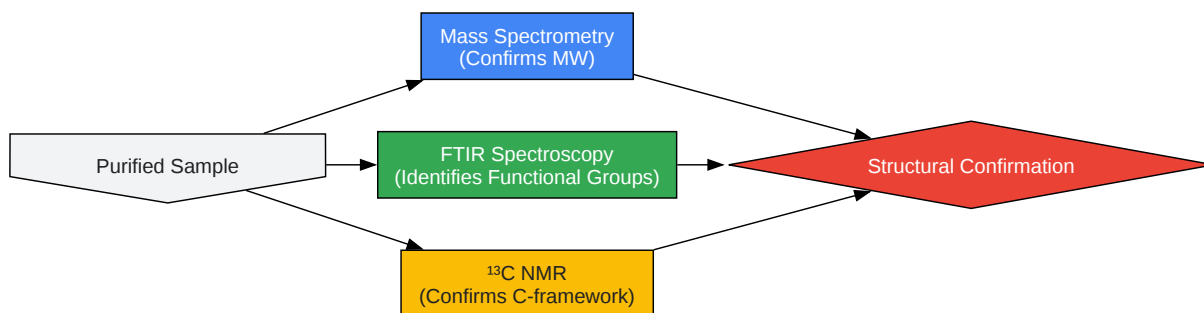 Mass Spectrometry
(Confirms MW)
Purified Sample
FTIR Spectroscopy
(Identifies Functional Groups)
Structural Confirmation
¹³C NMR
(Confirms C-framework)